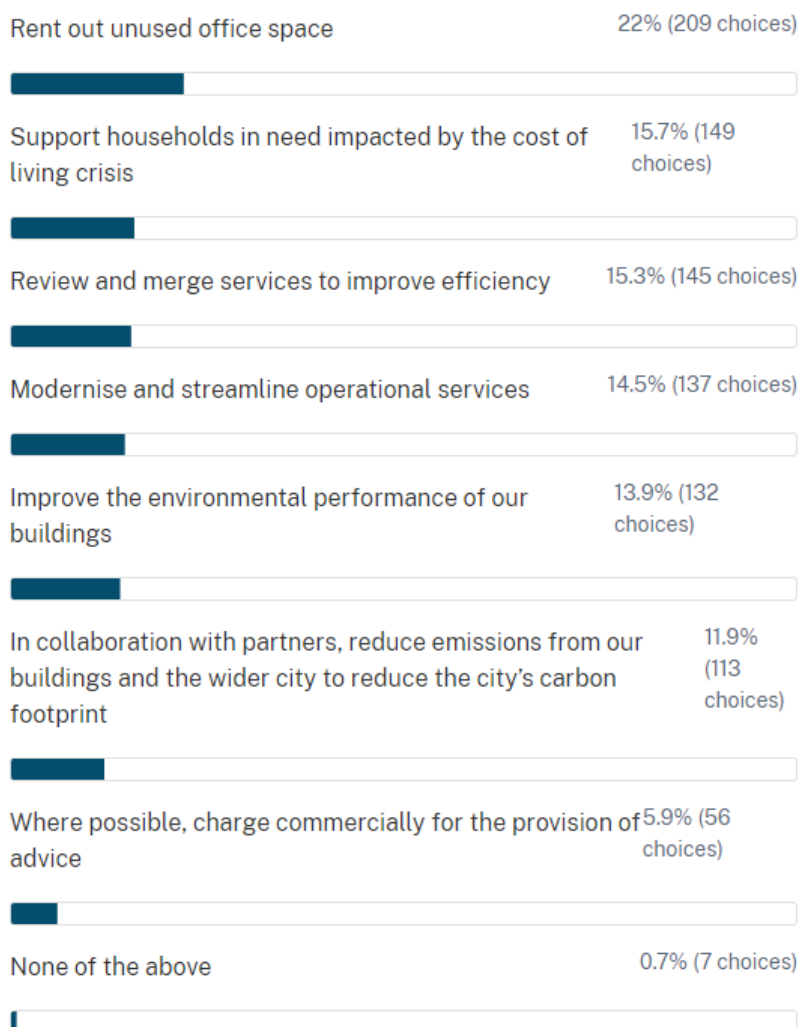 Rent out unused office space
22% (209 choices)
Support households in need impacted by the cost of
living crisis
15.7% (149
choices)
Review and merge services to improve efficiency
15.3% (145 choices)
Modernise and streamline operational services
14.5% (137 choices)
Improve the environmental performance of our
buildings
13.9% (132
choices)
In collaboration with partners, reduce emissions from our
buildings and the wider city to reduce the city’s carbon
footprint
11.9%
(113
choices)
Where possible, charge commercially for the provision of
advice
5.9% (56
choices)
None of the above
0.7% (7 choices)